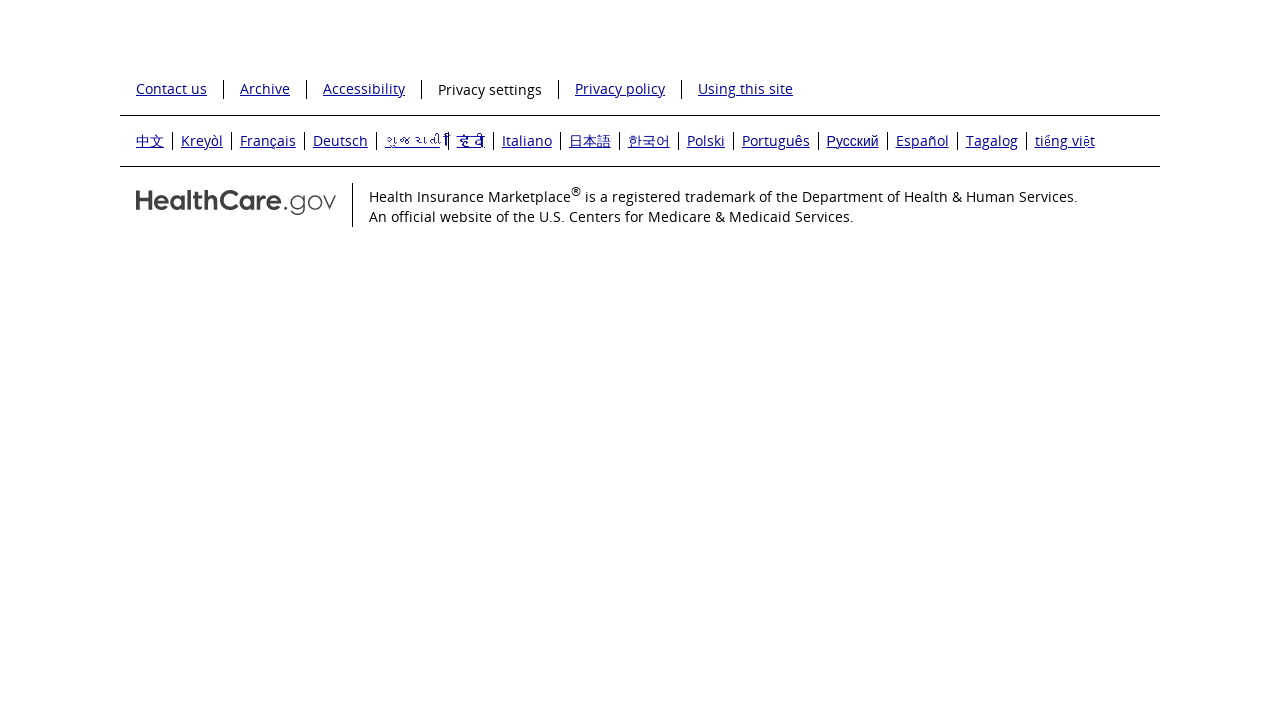 Contact us | Archive | Accessibility | Privacy settings | Privacy policy | Using this site
中文 | Kreyòl | Français | Deutsch | ગુજરાતી | हिंदी | Italiano | 日本語 | 한국어 | Polski | Português | Русский | Español | Tagalog | tiếng việt
HealthCare.gov
Health Insurance Marketplace® is a registered trademark of the Department of Health & Human Services.
An official website of the U.S. Centers for Medicare & Medicaid Services.